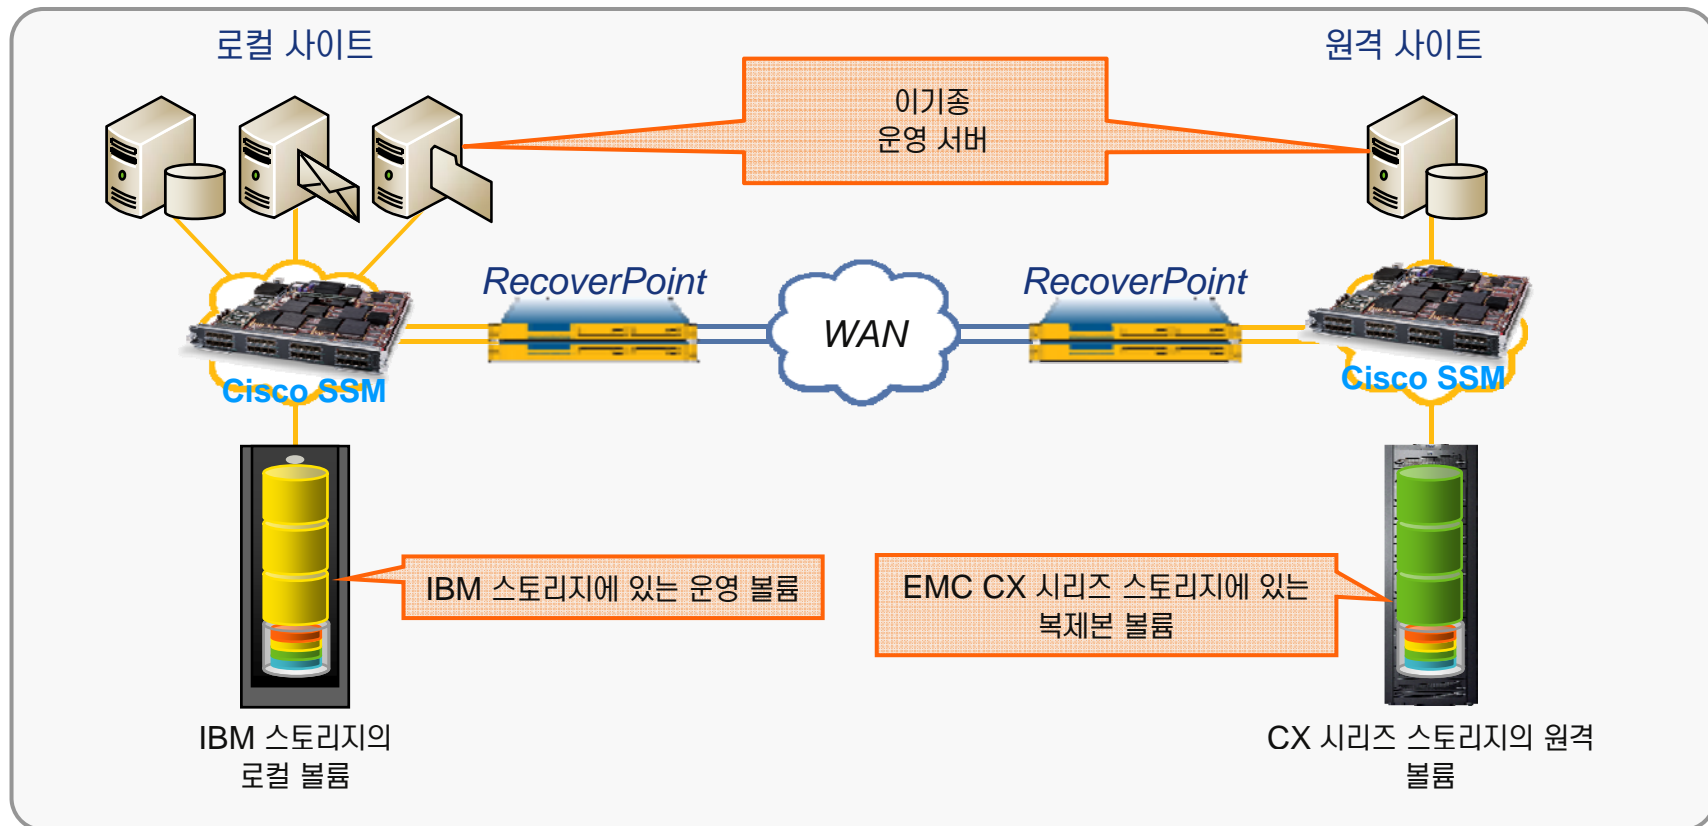 로컬 사이트
원격 사이트
이기종
운영 서버
RecoverPoint
RecoverPoint
WAN
Cisco SSM
Cisco SSM
IBM 스토리지에 있는 운영 볼륨
EMC CX 시리즈 스토리지에 있는
복제본 볼륨
IBM 스토리지의
로컬 볼륨
CX 시리즈 스토리지의 원격
볼륨